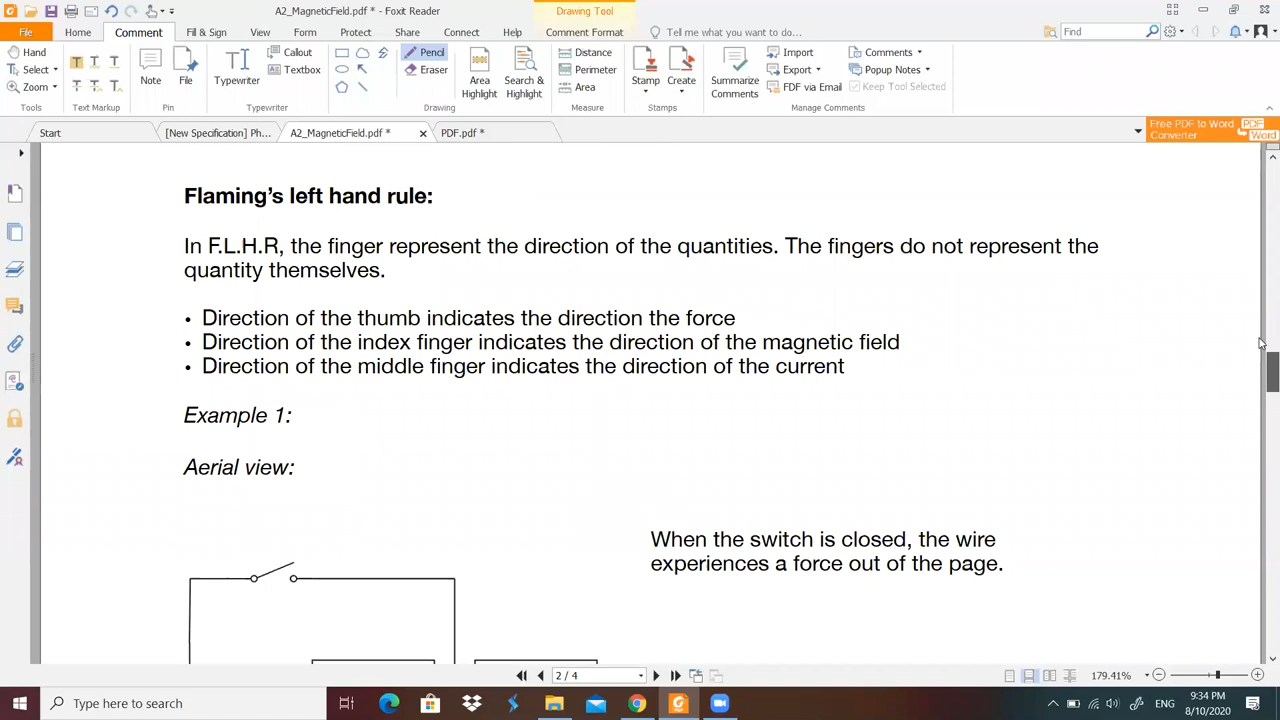 A2_MagneticField.pdf * - Foxit Reader
Drawing Tool
File Home Comment Fill & Sign View Form Protect Share Connect Help Comment Format Tell me what you want to do.. Find
Hand
Select
Zoom
Tools
Text Markup
Note
File
Pin
Typewriter
Callout
Textbox
Typewriter
Pencil
Eraser
Drawing
Area
Highlight
Search &
Highlight
Distance
Perimeter
Area
Measure
Stamp
Create
Stamps
Summarize
Comments
Import
Export
FDF via Email
Comments
Popup Notes
Keep Tool Selected
Manage Comments
Start [New Specification] Ph... A2_MagneticField.pdf * PDF.pdf *
Free PDF to Word
Converter
PDF
Word
Flaming's left hand rule:
In F.L.H.R, the finger represent the direction of the quantities. The fingers do not represent the
quantity themselves.
• Direction of the thumb indicates the direction the force
• Direction of the index finger indicates the direction of the magnetic field
• Direction of the middle finger indicates the direction of the current
Example 1:
Aerial view:
When the switch is closed, the wire
experiences a force out of the page.
2 / 4
179.41%
Type here to search
ENG
9:34 PM
8/10/2020